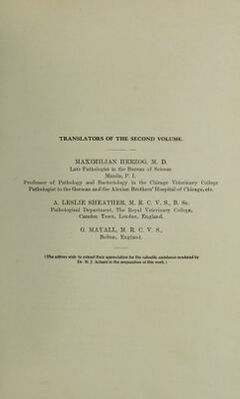 TRANSLATORS OF THE SECOND VOLUME.
MAXIMILIAN HERZOG, M. D.
Late Pathologist in the Bureau of Science
Manila, P. I.
Professor of Pathology and Bacteriology in the Chicago Veterinary College
Pathologist to the German and the Alexian Brothers' Hospital of Chicago, etc.
A. LESLIE SHEATHER, M. R. C. V. S., B. Sc.
Pathological Department, The Royal Veterinary College,
Camden Town, London, England.
G. MAYALL, M. R. C. V. S.,
Bolton, England.
(The editors wish to extend their appreciation for the valuable assistance rendered by
Dr. H. J. in the preparation of this work.)